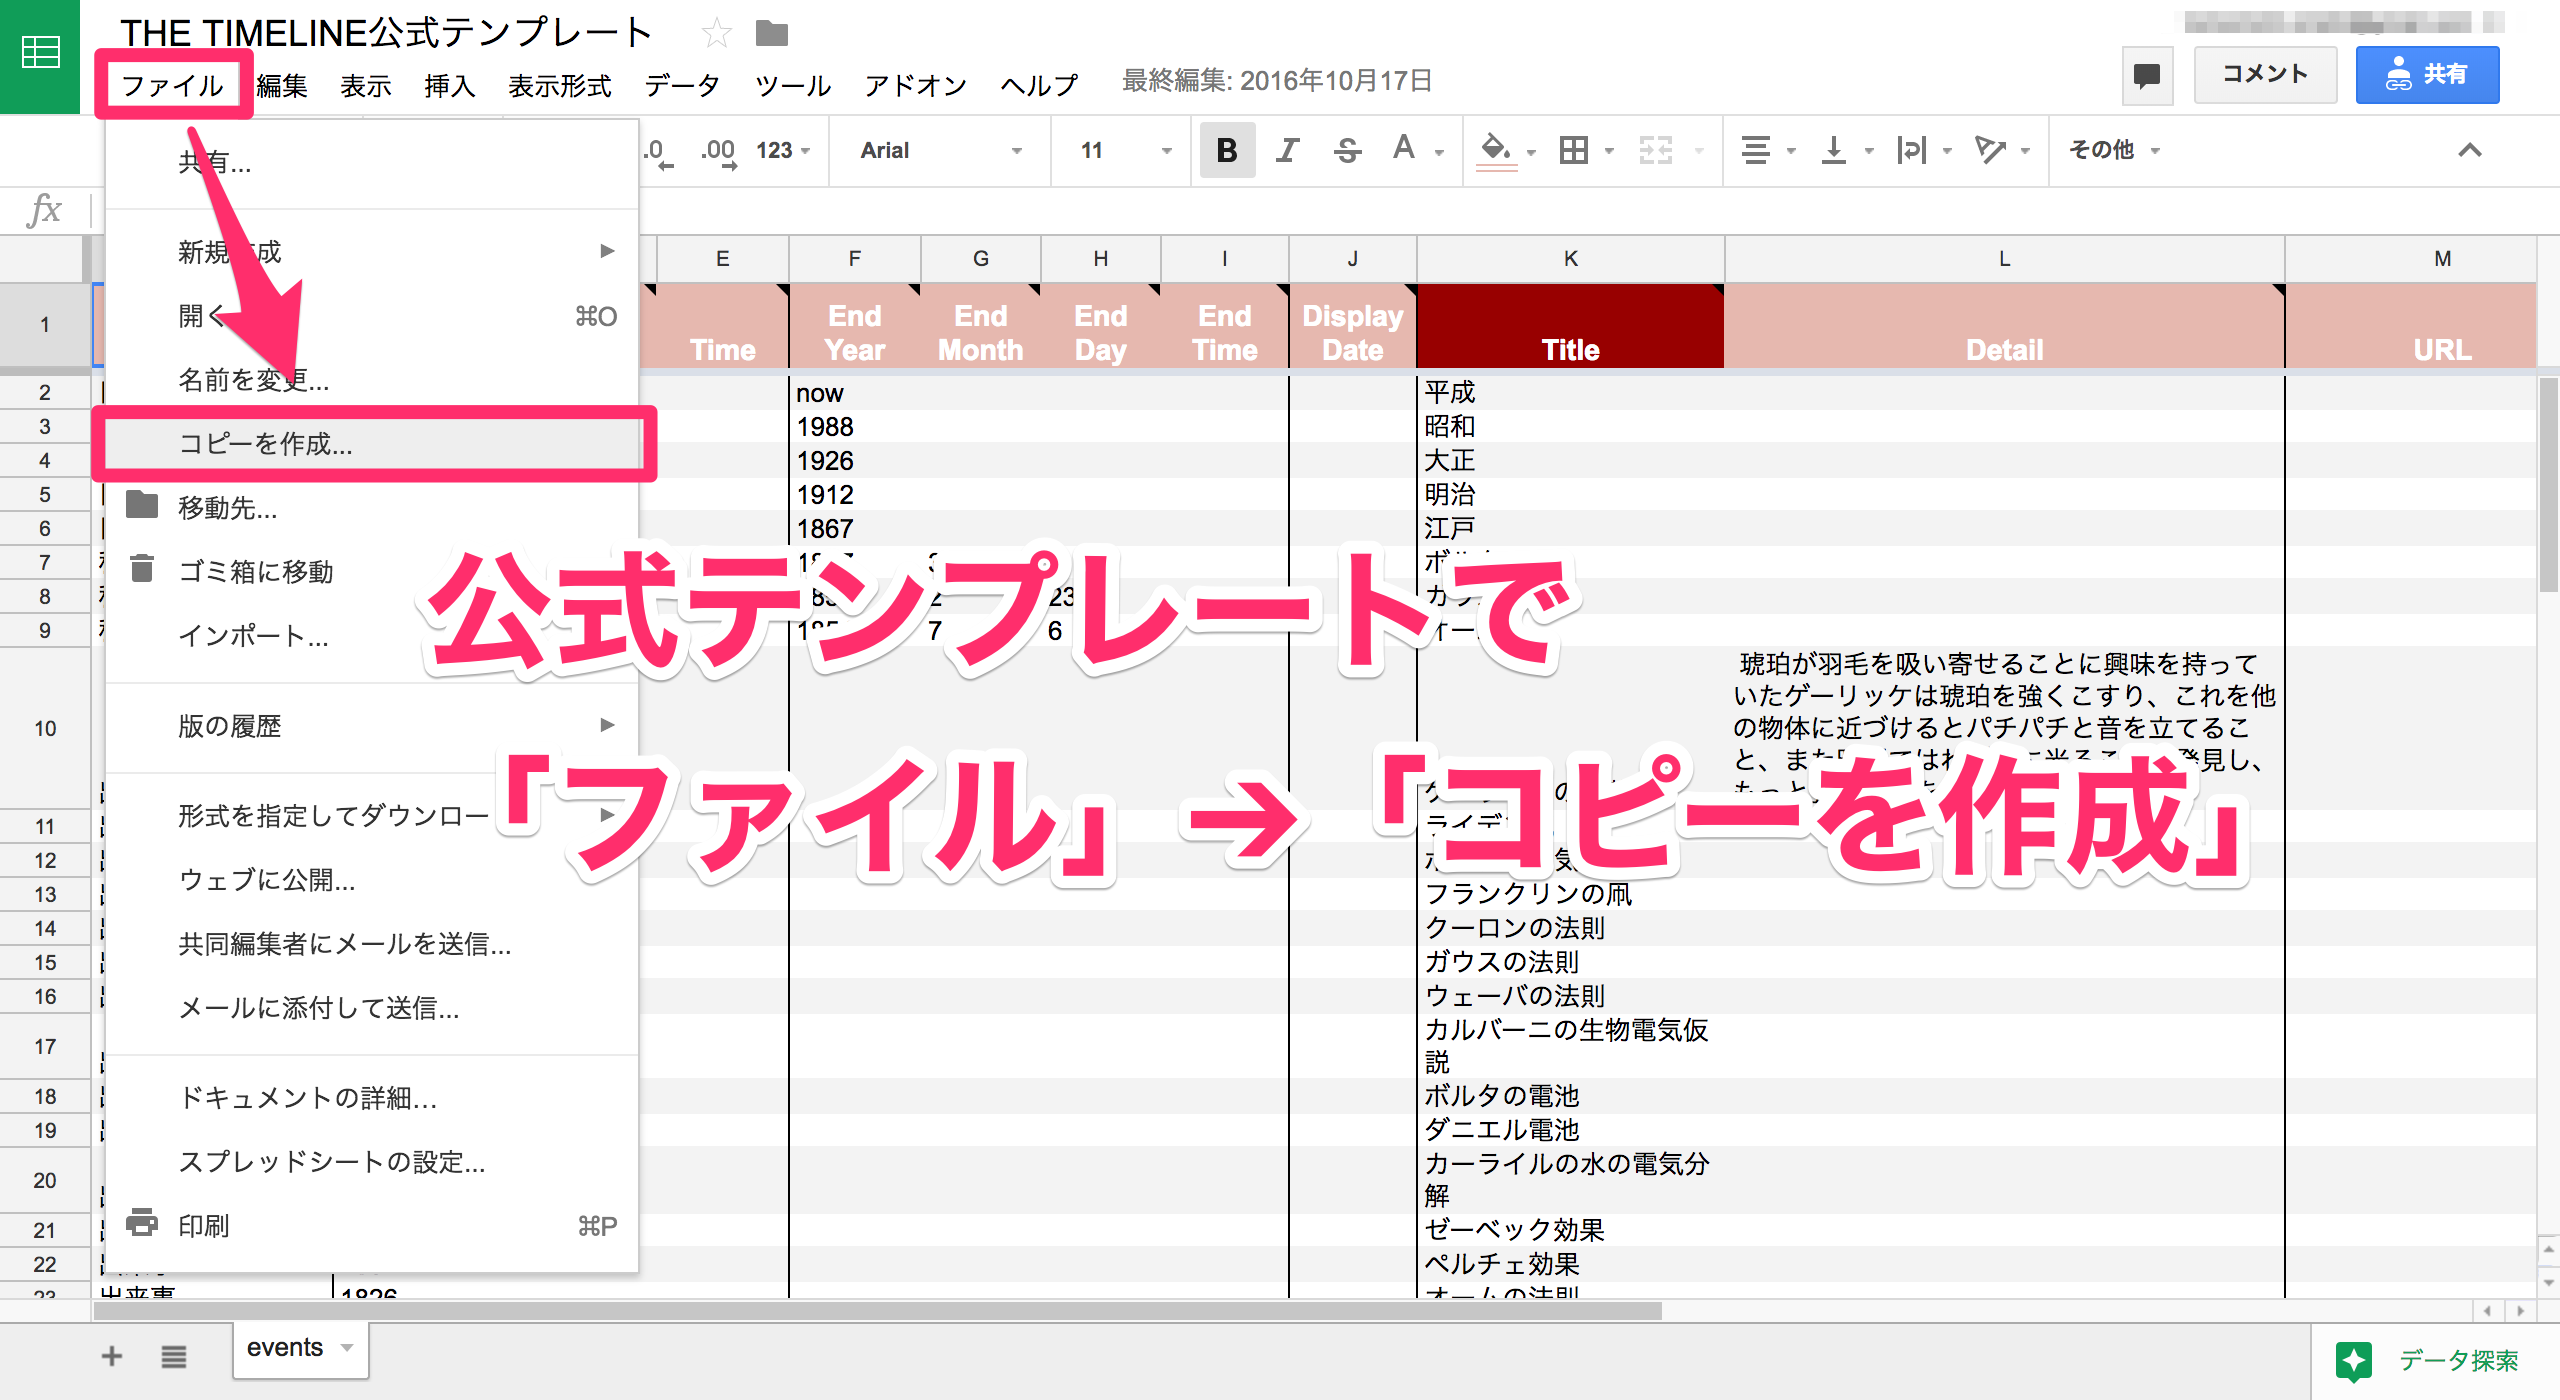 THE TIMELINE公式テンプレート
ファイル 編集 表示 挿入 表示形式 データ ツール アドオン ヘルプ 最終編集: 2016年10月17日
コメント 共有
.0 .00 123 Arial 11 B I S A その他
fx
共有...
新規作成
開く ⌘O
名前を変更...
コピーを作成...
移動先...
ゴミ箱に移動
インポート...
版の履歴
形式を指定してダウンロー
ウェブに公開...
共同編集者にメールを送信...
メールに添付して送信...
ドキュメントの詳細...
スプレッドシートの設定...
印刷 ⌘P
E F G H I J K L M
1 Time End Year End Month End Day End Time Display Date Title Detail URL
2 now 平成
3 1988 昭和
4 1926 大正
5 1912 明治
6 1867 江戸
7
8 23
9 7 6
公式テンプレートで
「ファイル」→「コピーを作成」
10 琥珀が羽毛を吸い寄せることに興味を持って
いたゲーリッケは琥珀を強くこすり、これを他
の物体に近づけるとパチパチと音を立てるこ
11
12
13 フランクリンの凧
14 クーロンの法則
15 ガウスの法則
16 ウェーバの法則
17 カルバーニの生物電気仮
説
18 ボルタの電池
19 ダニエル電池
20 カーライルの水の電気分
解
21 ゼーベック効果
22 ペルチェ効果
23 出来事 1826 オームの法則
events
データ探索